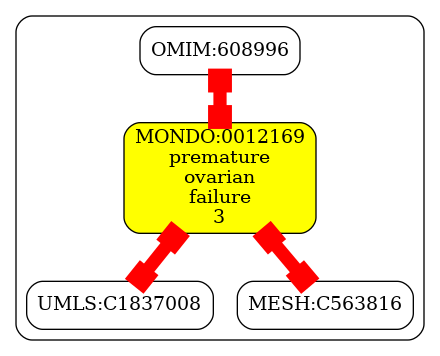 OMIM:608996
MONDO:0012169
premature
ovarian
failure
3
UMLS:C1837008
MESH:C563816